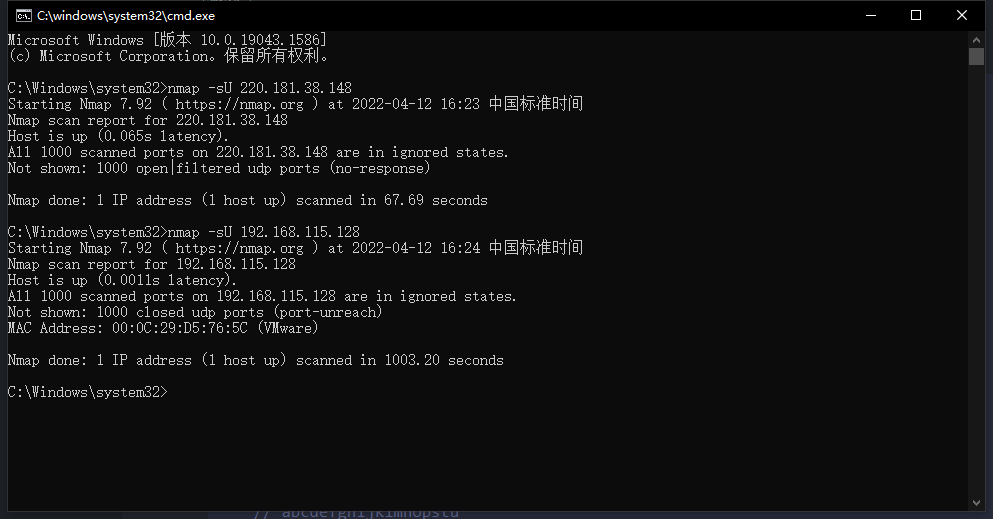 C:\windows\system32\cmd.exe
Microsoft Windows [版本 10.0.19043.1586]
(c) Microsoft Corporation。保留所有权利。
C:\Windows\system32>nmap -sU 220.181.38.148
Starting Nmap 7.92 ( https://nmap.org ) at 2022-04-12 16:23 中国标准时间
Nmap scan report for 220.181.38.148
Host is up (0.065s latency).
All 1000 scanned ports on 220.181.38.148 are in ignored states.
Not shown: 1000 open|filtered udp ports (no-response)
Nmap done: 1 IP address (1 host up) scanned in 67.69 seconds
C:\Windows\system32>nmap -sU 192.168.115.128
Starting Nmap 7.92 ( https://nmap.org ) at 2022-04-12 16:24 中国标准时间
Nmap scan report for 192.168.115.128
Host is up (0.0011s latency).
All 1000 scanned ports on 192.168.115.128 are in ignored states.
Not shown: 1000 closed udp ports (port-unreach)
MAC Address: 00:0C:29:D5:76:5C (VMware)
Nmap done: 1 IP address (1 host up) scanned in 1003.20 seconds
C:\Windows\system32>